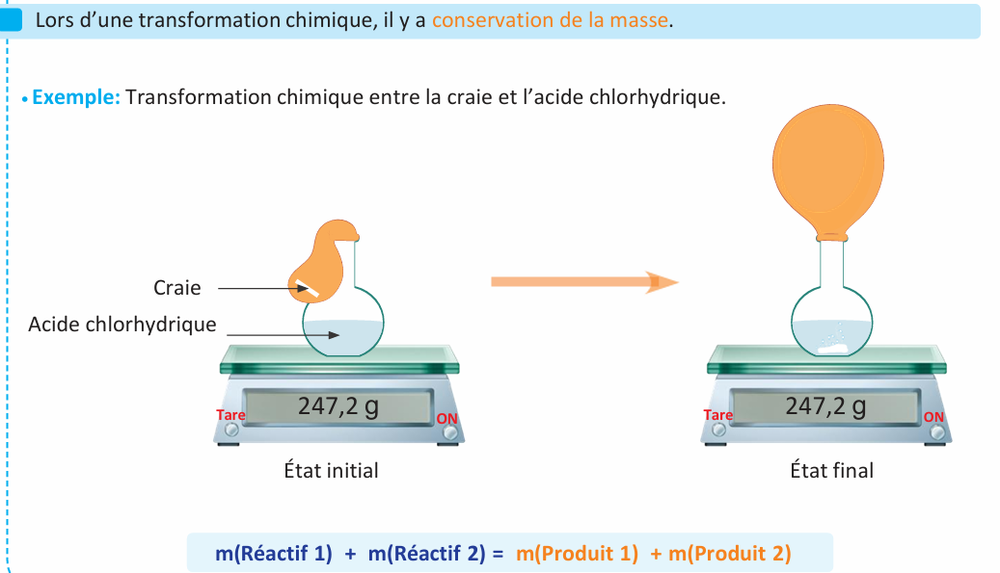 Lors d’une transformation chimique, il y a conservation de la masse.
• Exemple: Transformation chimique entre la craie et l’acide chlorhydrique.
Craie
Acide chlorhydrique
247,2 g
Tare
ON
État initial
247,2 g
Tare
ON
État final
m(Réactif 1) + m(Réactif 2) = m(Produit 1) + m(Produit 2)